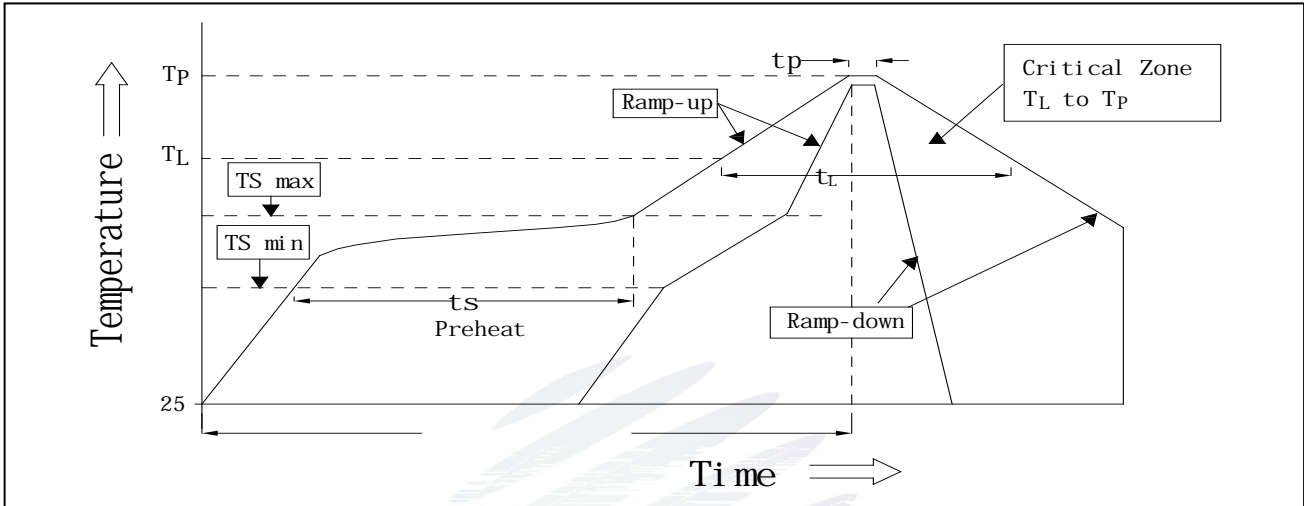 tp
Critical Zone
TL to TP
TP
Ramp-up
TL
TS max
tL
TS min
ts
Preheat
Ramp-down
25
Temperature
Time